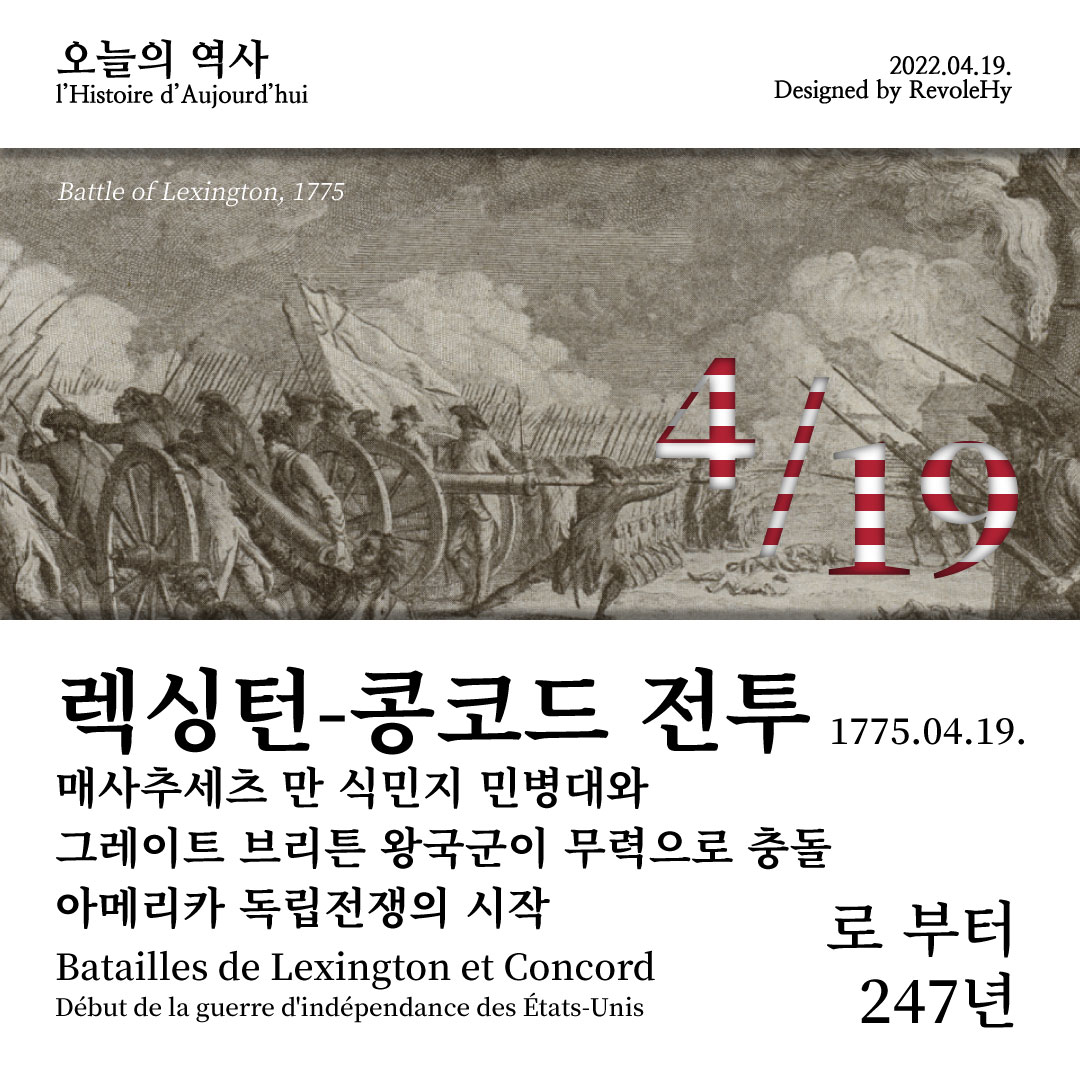 오늘의 역사
l’Histoire d’Aujourd’hui
2022.04.19.
Designed by RevoleHy
Battle of Lexington, 1775
4/19
렉싱턴-콩코드 전투 1775.04.19.
매사추세츠 만 식민지 민병대와
그레이트 브리튼 왕국군이 무력으로 충돌
아메리카 독립전쟁의 시작
Batailles de Lexington et Concord
Début de la guerre d'indépendance des États-Unis
로 부터
247년